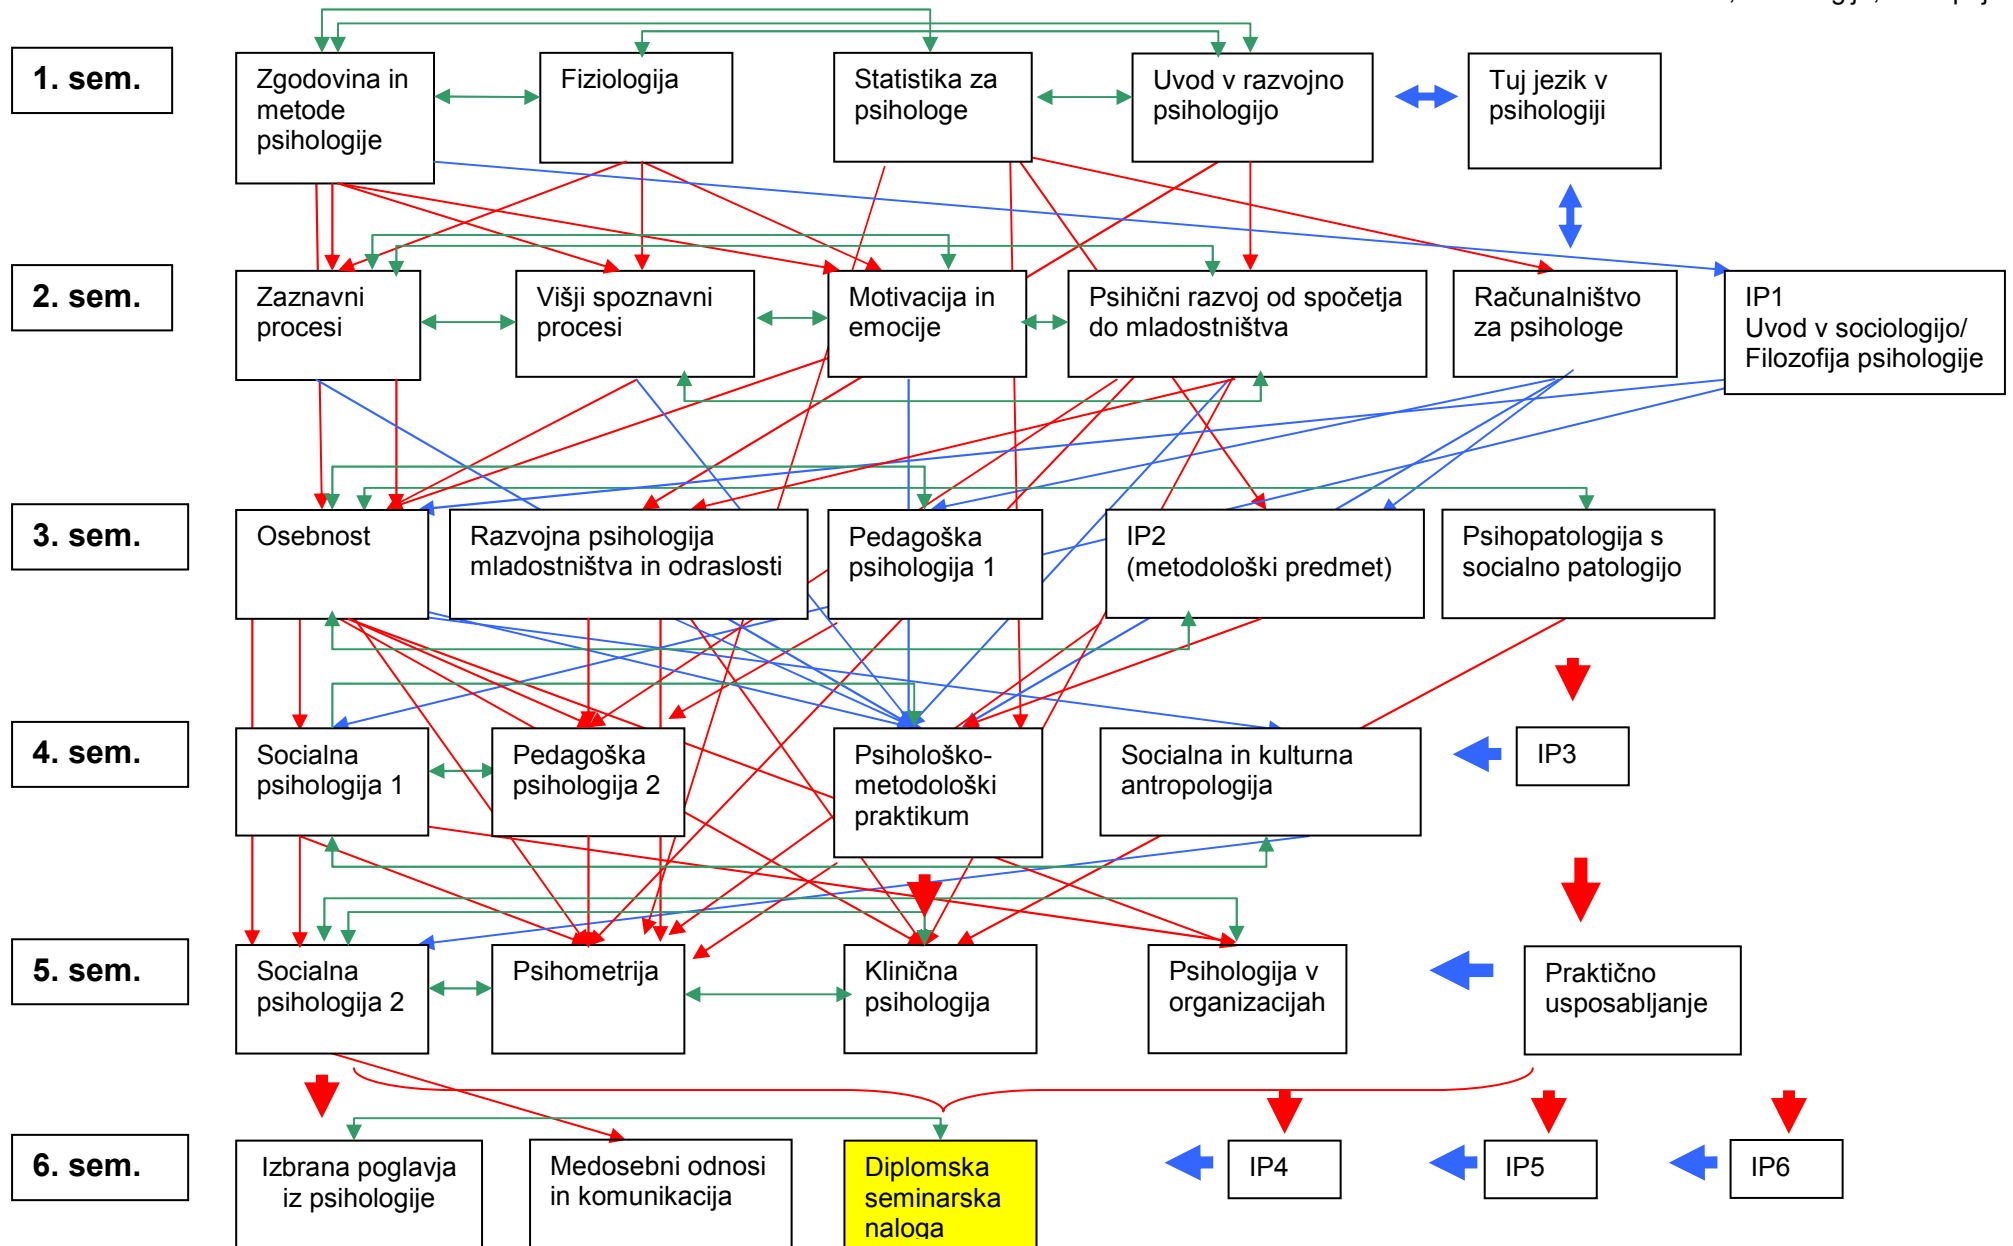 1. sem.
Zgodovina in
metode
psihologije
Fiziologija
Statistika za
psihologe
Uvod v razvojno
psihologijo
Tuj jezik v
psihologiji
2. sem.
Zaznavni
procesi
Višji spoznavni
procesi
Motivacija in
emocije
Psihični razvoj od spočetja
do mladostništva
Računalništvo
za psihologe
IP1
Uvod v sociologijo/
Filozofija psihologije
3. sem.
Osebnost
Razvojna psihologija
mladostništva in odraslosti
Pedagoška
psihologija 1
IP2
(metodološki predmet)
Psihopatologija s
socialno patologijo
4. sem.
Socialna
psihologija 1
Pedagoška
psihologija 2
Psihološko-
metodološki
praktikum
Socialna in kulturna
antropologija
IP3
5. sem.
Socialna
psihologija 2
Psihometrija
Klinična
psihologija
Psihologija v
organizacijah
Praktično
usposabljanje
6. sem.
Izbrana poglavja
iz psihologije
Medosebni odnosi
in komunikacija
Diplomska
seminarska
naloga
IP4
IP5
IP6